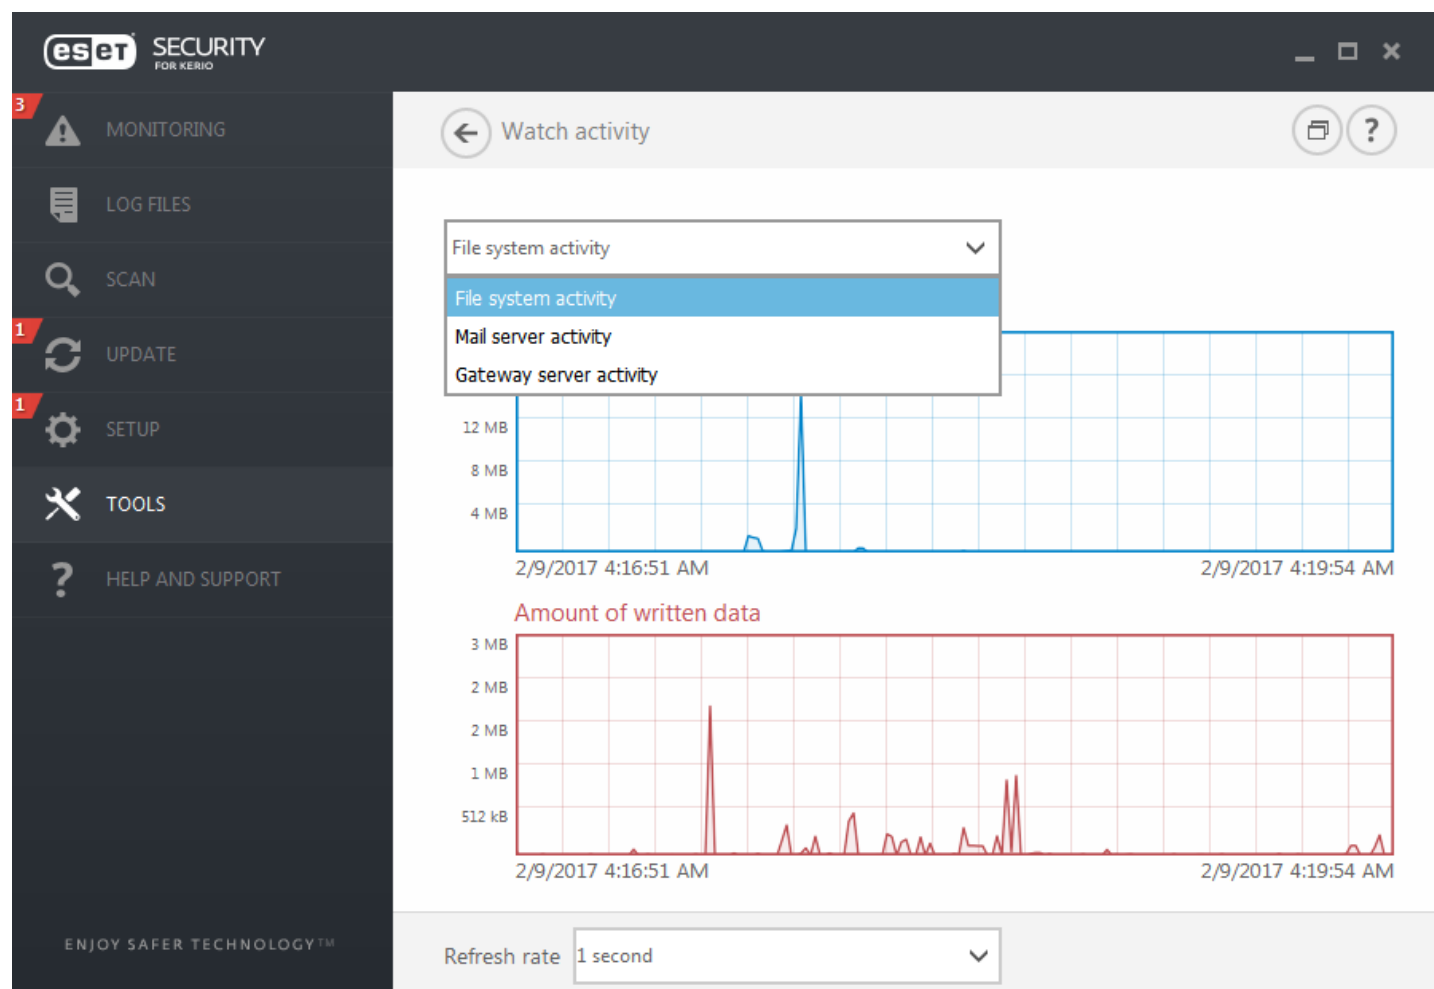 eset SECURITY
FOR KERIO
3
MONITORING
LOG FILES
SCAN
1
UPDATE
1
SETUP
TOOLS
? HELP AND SUPPORT
ENJOY SAFER TECHNOLOGY™
Watch activity
?
File system activity
File system activity
Mail server activity
Gateway server activity
12 MB
8 MB
4 MB
2/9/2017 4:16:51 AM 2/9/2017 4:19:54 AM
Amount of written data
3 MB
2 MB
2 MB
1 MB
512 kB
2/9/2017 4:16:51 AM 2/9/2017 4:19:54 AM
Refresh rate 1 second